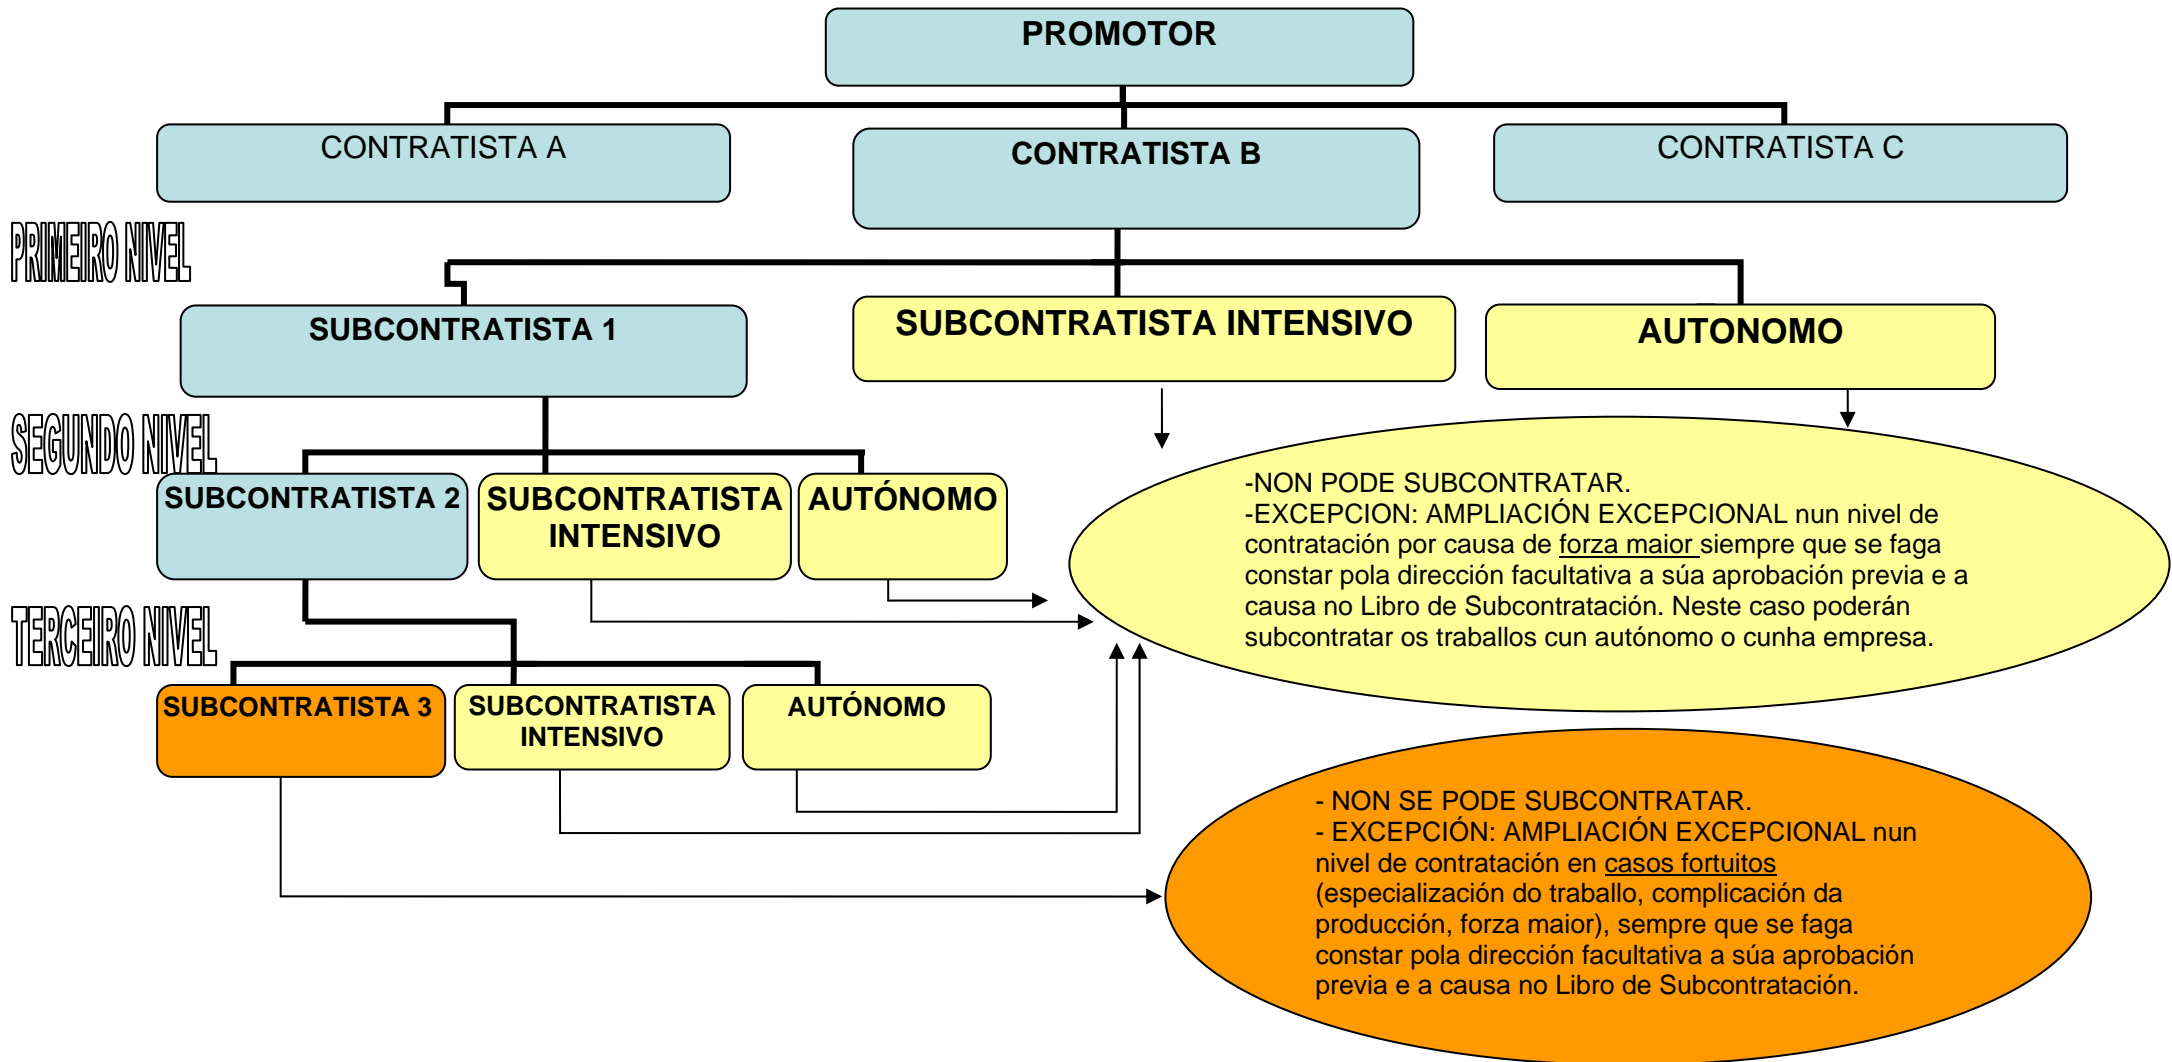 PROMOTOR
CONTRATISTA A
CONTRATISTA B
CONTRATISTA C
PRIMEIRO NIVEL
SUBCONTRATISTA 1
SUBCONTRATISTA INTENSIVO
AUTONOMO
SEGUNDO NIVEL
SUBCONTRATISTA 2
SUBCONTRATISTA
INTENSIVO
AUTÓNOMO
-NON PODE SUBCONTRATAR.
-EXCEPCION: AMPLIACIÓN EXCEPCIONAL nun nivel de
contratación por causa de forza maior siempre que se faga
constar pola dirección facultativa a súa aprobación previa e a
causa no Libro de Subcontratación. Neste caso poderán
subcontratar os traballos cun autónomo o cunha empresa.
TERCEIRO NIVEL
SUBCONTRATISTA 3
SUBCONTRATISTA
INTENSIVO
AUTÓNOMO
- NON SE PODE SUBCONTRATAR.
- EXCEPCIÓN: AMPLIACIÓN EXCEPCIONAL nun
nivel de contratación en casos fortuitos
(especialización do traballo, complicación da
producción, forza maior), sempre que se faga
constar pola dirección facultativa a súa aprobación
previa e a causa no Libro de Subcontratación.